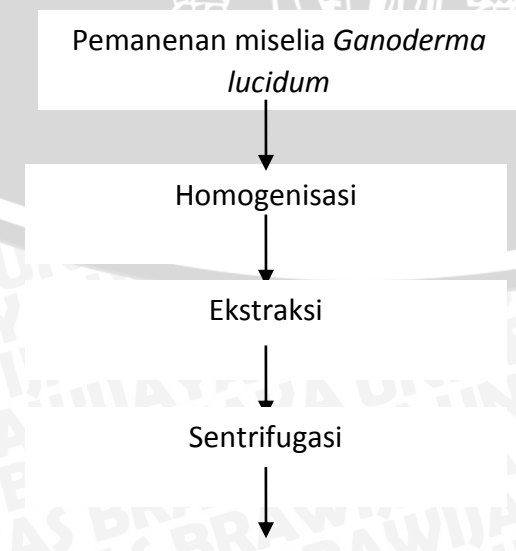 Pemanenan miselia Ganoderma
lucidum
Homogenisasi
Ekstraksi
Sentrifugasi